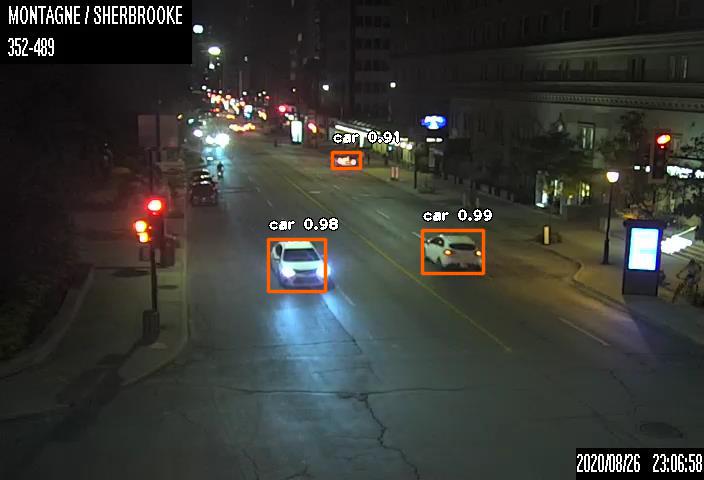 MONTAGNE / SHERBROOKE
352-489
car 0.91
car 0.98
car 0.99
2020/08/26 23:06:58